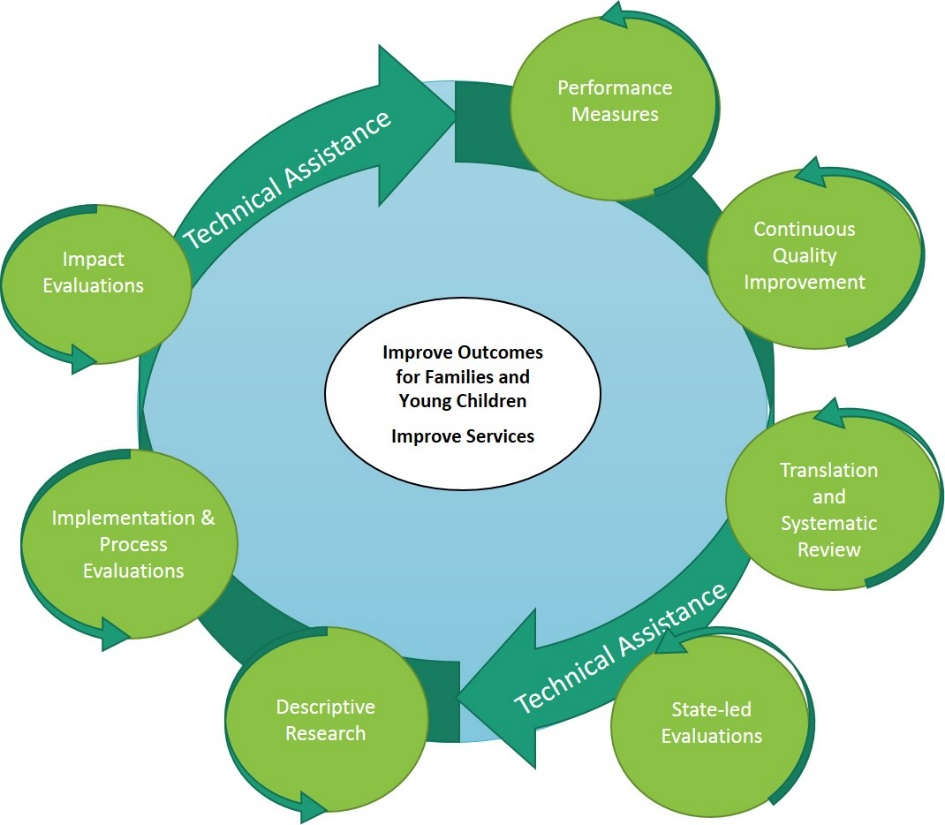 Performance
Measures
Technical Assistance
Continuous
Quality
Improvement
Impact
Evaluations
Improve Outcomes
for Families and
Young Children
Improve Services
Translation
and
Systematic
Review
Implementation &
Process
Evaluations
Technical Assistance
Descriptive
Research
State-led
Evaluations